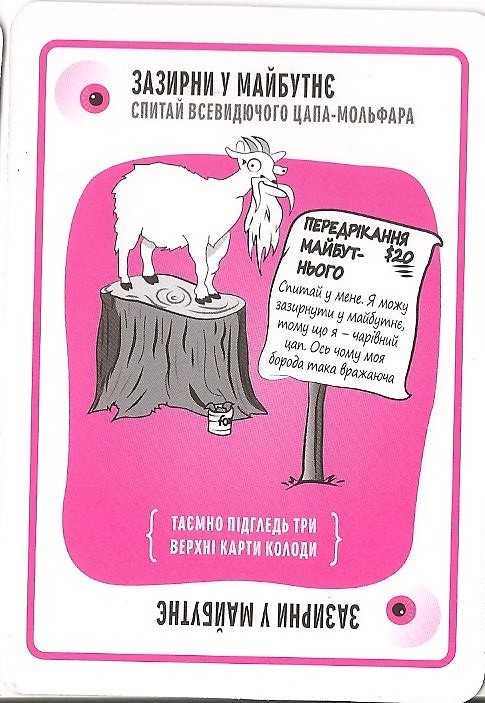 ЗАЗИРНИ У МАЙБУТНЄ
СПИТАЙ ВСЕВИДЮЧОГО ЦАПА-МОЛЬФАРА
ПЕРЕДРІКАННЯ
МАЙБУТ- $20
НЬОГО
Спитай у мене. Я можу
зазирнути у майбутнє,
тому що я – чарівний
цап. Ось чому моя
борода така вражаюча
ТАЄМНО ПІДГЛЕДЬ ТРИ
ВЕРХНІ КАРТИ КОЛОДИ
ЗАЗИРНИ У МАЙБУТНЄ